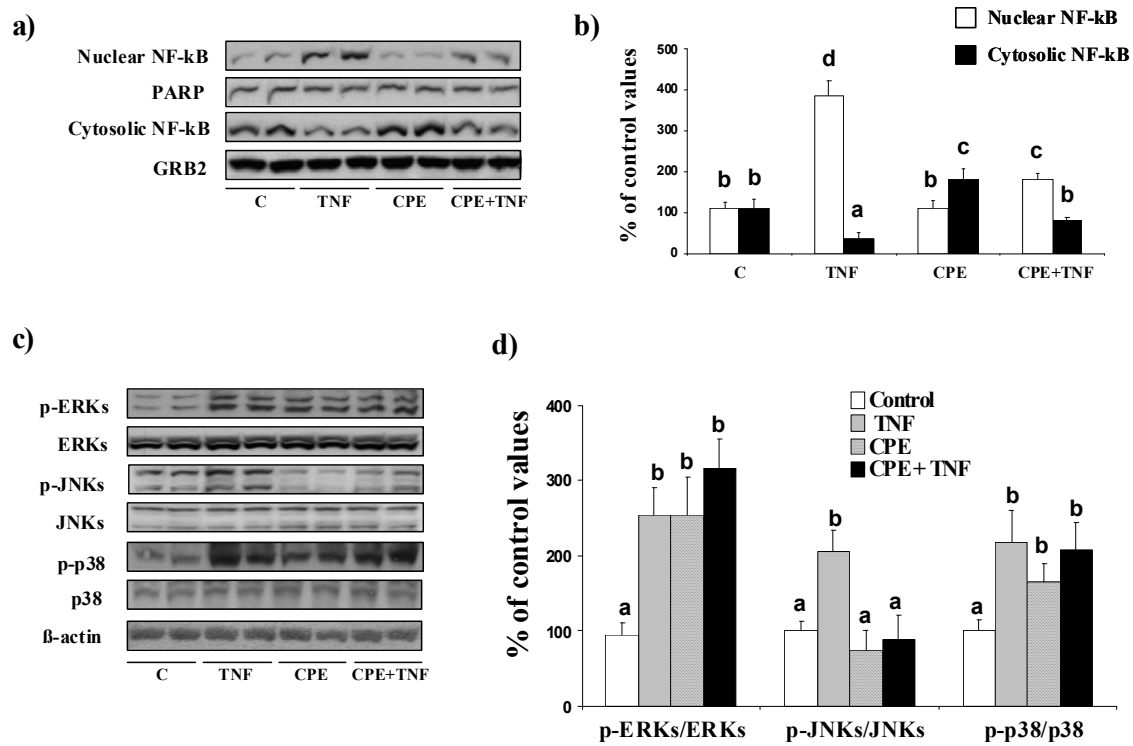 a)
Nuclear NF-kB
PARP
Cytosolic NF-kB
GRB2
C TNF CPE CPE+TNF
b)
Nuclear NF-kB
Cytosolic NF-kB
% of control values
500
400
300
200
100
0
d
c c
b b b b
a
C TNF CPE CPE+TNF
c)
p-ERKs
ERKs
p-JNKs
JNKs
p-p38
p38
ß-actin
C TNF CPE CPE+TNF
d)
Control
TNF
CPE
CPE+TNF
% of control values
400
300
200
100
0
a b b b
a b a a
a b b b
p-ERKs/ERKs p-JNKs/JNKs p-p38/p38